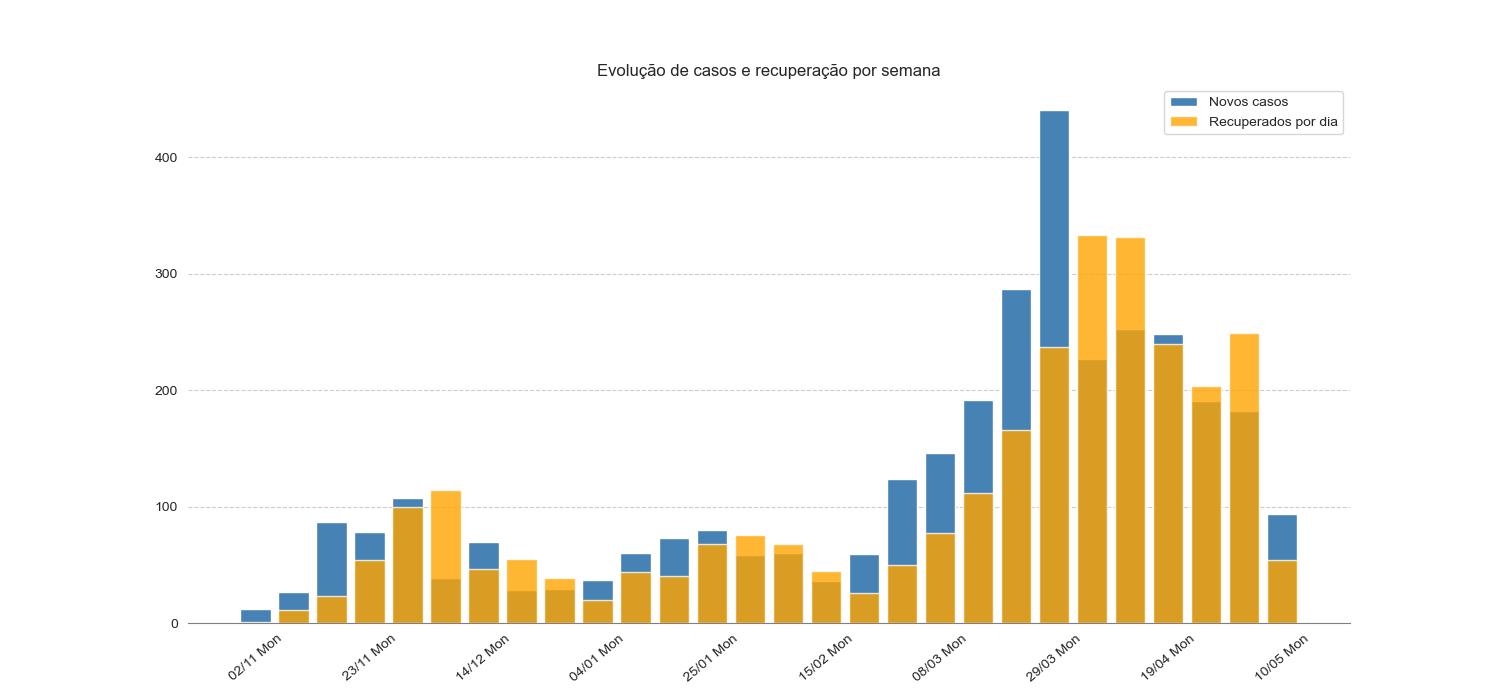 Evolução de casos e recuperação por semana
Novos casos
Recuperados por dia
400
300
200
100
0
02/11 Mon
23/11 Mon
14/12 Mon
04/01 Mon
25/01 Mon
15/02 Mon
08/03 Mon
29/03 Mon
19/04 Mon
10/05 Mon